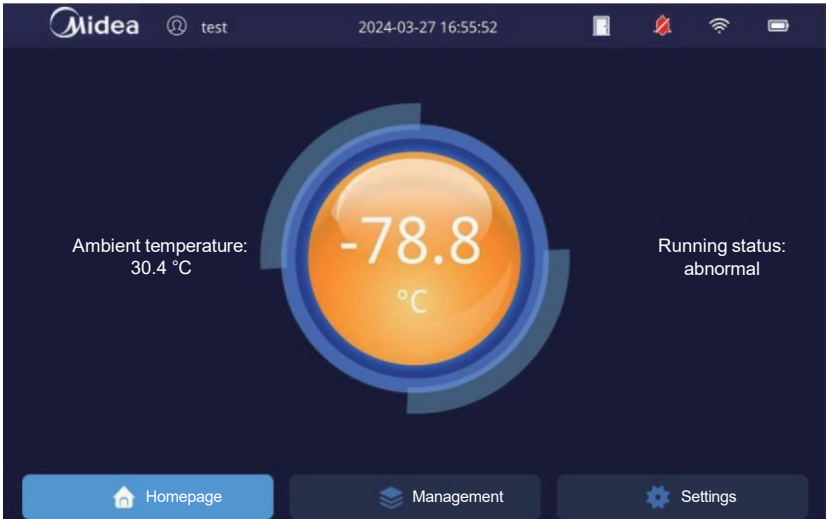 Midea
test
2024-03-27 16:55:52
Ambient temperature:
30.4 °C
-78.8
°C
Running status:
abnormal
Homepage
Management
Settings